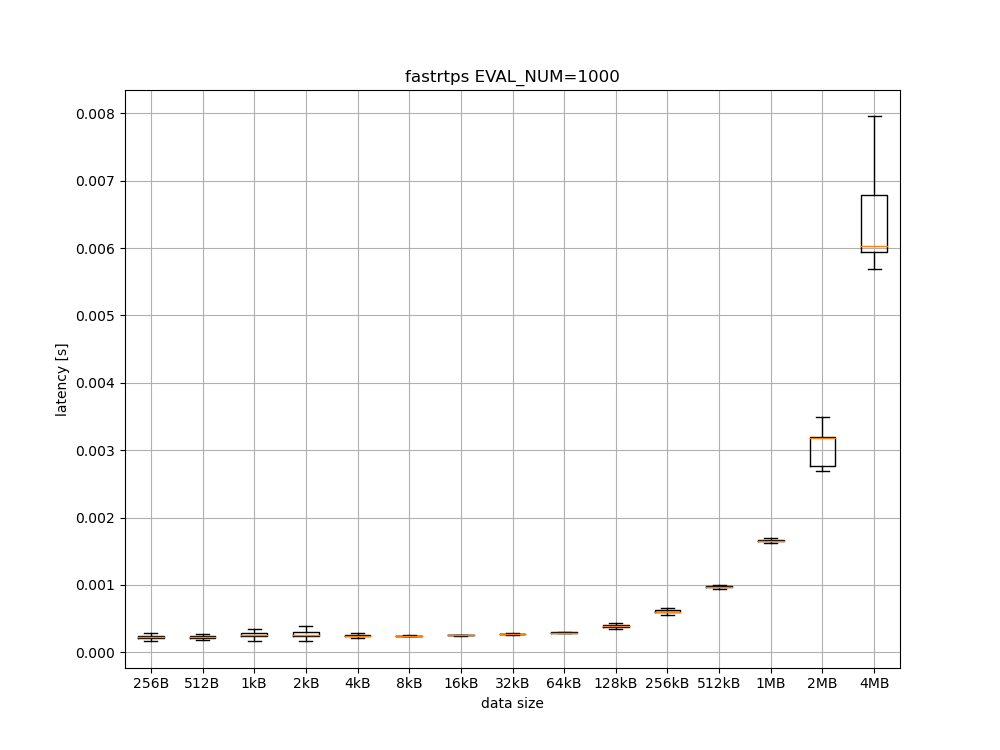 fastrtps EVAL_NUM=1000
0.008
0.007
0.006
0.005
0.004
0.003
0.002
0.001
0.000
latency [s]
256B 512B 1kB 2kB 4kB 8kB 16kB 32kB 64kB 128kB 256kB 512kB 1MB 2MB 4MB
data size